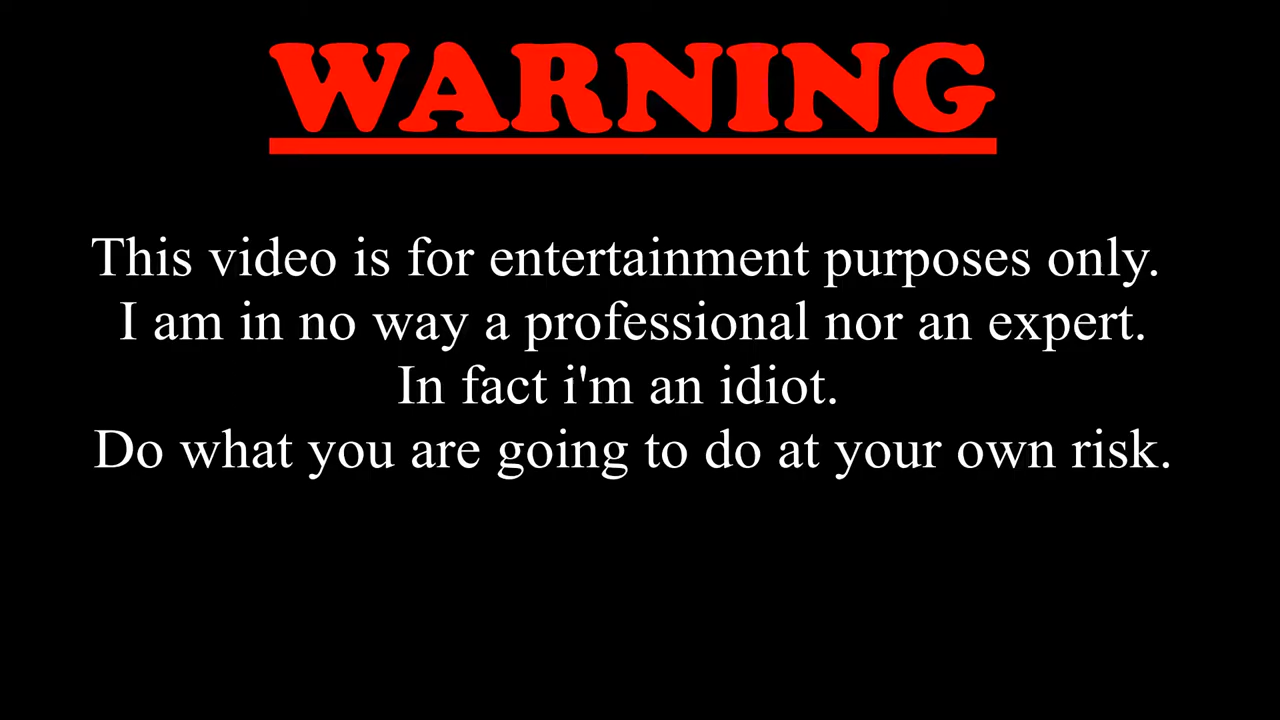 WARNING
This video is for entertainment purposes only.
I am in no way a professional nor an expert.
In fact i'm an idiot.
Do what you are going to do at your own risk.